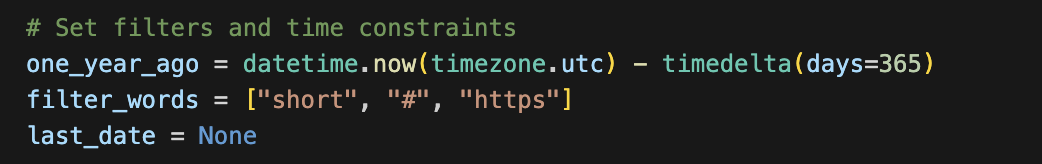 # Set filters and time constraints
one_year_ago = datetime.now(timezone.utc) - timedelta(days=365)
filter_words = ["short", "#", "https"]
last_date = None